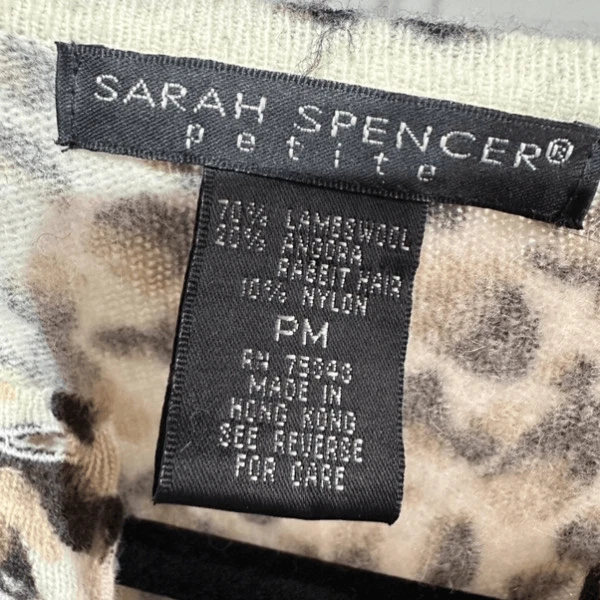 SARAH SPENCER®
petite
70% LAMBSWOOL
20% ANGORA
RABBIT HAIR
10% NYLON
PM
RN 75348
MADE IN
HONG KONG
SEE REVERSE
FOR CARE